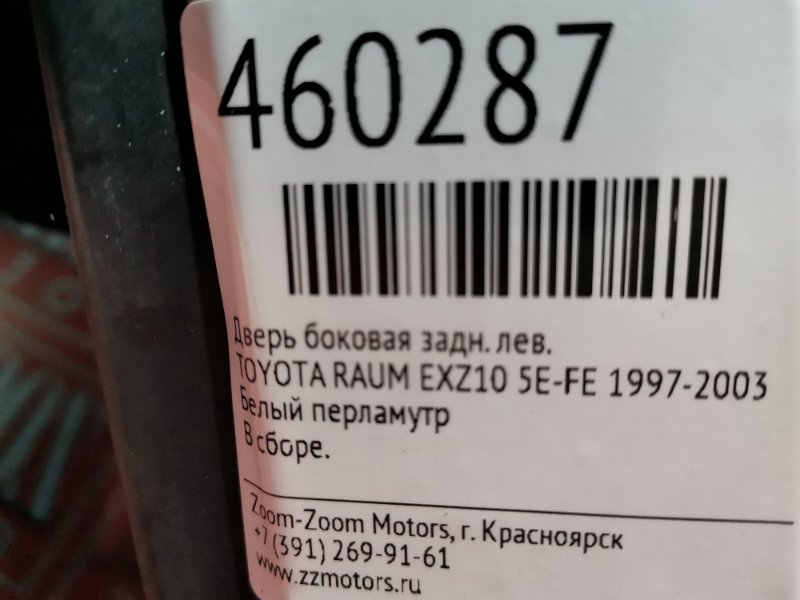 460287
Дверь боковая задн. лев.
TOYOTA RAUM EXZ10 5E-FE 1997-2003
Белый перламутр
В сборе.
Zoom-Zoom Motors, г. Красноярск
+7 (391) 269-91-61
www.zzmotors.ru